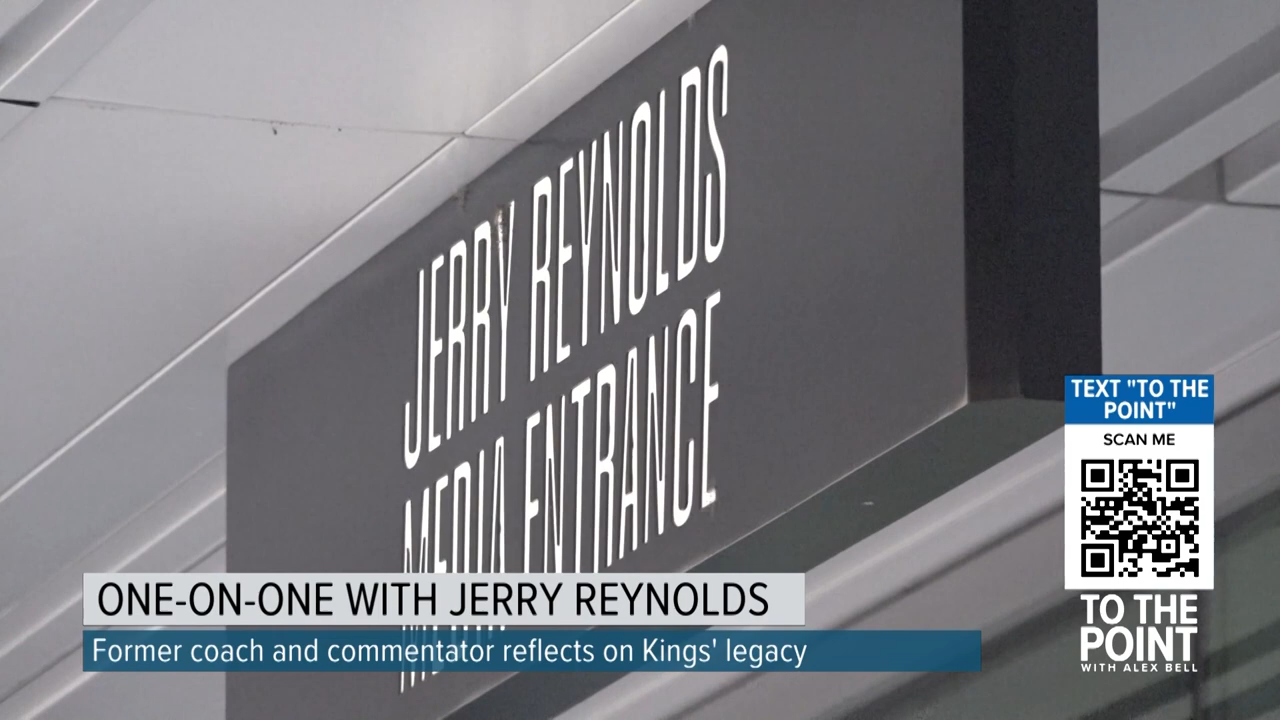 JERRY REYNOLDS
MEDIA ENTRANCE
ONE-ON-ONE WITH JERRY REYNOLDS
Former coach and commentator reflects on Kings' legacy
TEXT "TO THE
POINT"
SCAN ME
TO THE
POINT
WITH ALEX BELL